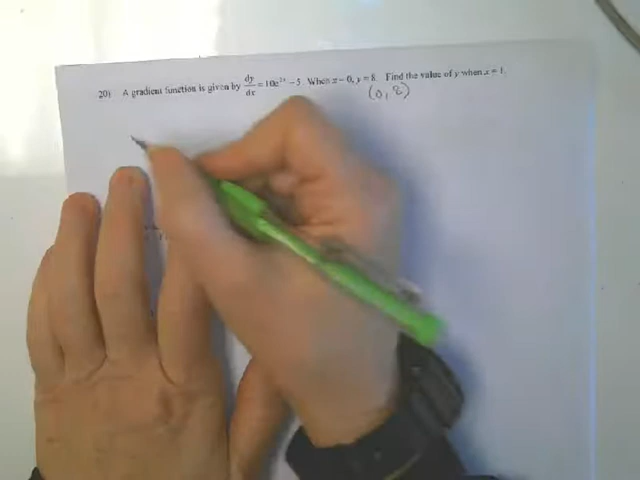 20) A gradient function is given by dy/dx = 10e^{2x} – 5. When x = 0, y = 8. Find the value of y when x = 1.
(0, 8)